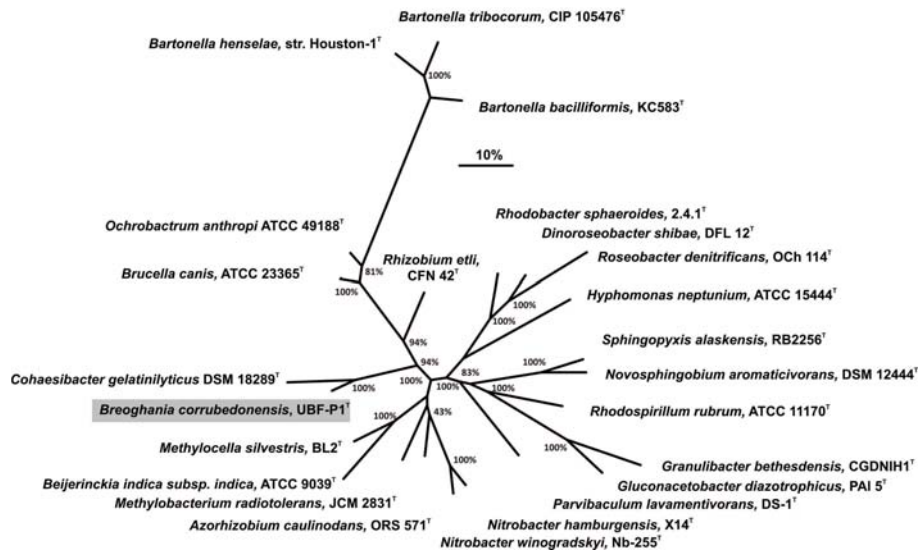 Bartonella tribocorum, CIP 105476T
Bartonella henselae, str. Houston-1T
100%
Bartonella bacilliformis, KC583T
10%
Rhodobacter sphaeroides, 2.4.1T
Ochrobactrum anthropi ATCC 49188T
Dinoroseobacter shibae, DFL 12T
Rhizobium etli,
CFN 42T
Roseobacter denitrificans, OCh 114T
Brucella canis, ATCC 23365T
81%
100%
100%
Hyphomonas neptunium, ATCC 15444T
100%
94%
Sphingopyxis alaskensis, RB2256T
94%
83%
100%
Cohaesibacter gelatinilyticus DSM 18289T
100%
100%
100%
100%
Novosphingobium aromaticivorans, DSM 12444T
Breoghania corrubedonensis, UBF-P1T
100%
43%
Rhodospirillum rubrum, ATCC 11170T
Methylocella silvestris, BL2T
100%
100%
Granulibacter bethesdensis, CGDNIH1T
Beijerinckia indica subsp. indica, ATCC 9039T
Gluconacetobacter diazotrophicus, PAl 5T
Methylobacterium radiotolerans, JCM 2831T
Parvibaculum lavamentivorans, DS-1T
Azorhizobium caulinodans, ORS 571T
Nitrobacter hamburgensis, X14T
Nitrobacter winogradskyi, Nb-255T